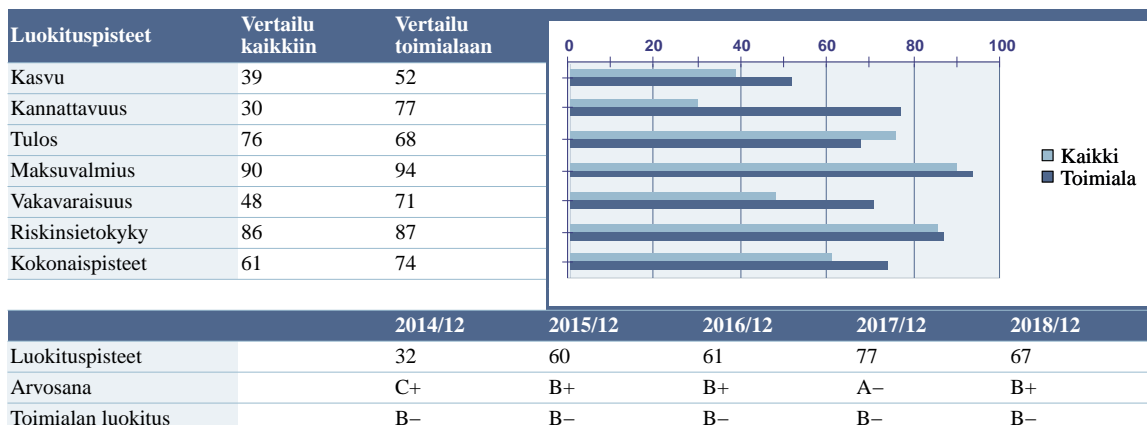 Luokituspisteet Vertailu kaikkiin Vertailu toimialaan
Kasvu 39 52
Kannattavuus 30 77
Tulos 76 68
Maksuvalmius 90 94
Vakavaraisuus 48 71
Riskinsietokyky 86 87
Kokonaispisteet 61 74
0 20 40 60 80 100
Kaikki
Toimiala
2014/12 2015/12 2016/12 2017/12 2018/12
Luokituspisteet 32 60 61 77 67
Arvosana C+ B+ B+ A− B+
Toimialan luokitus B− B− B− B− B−